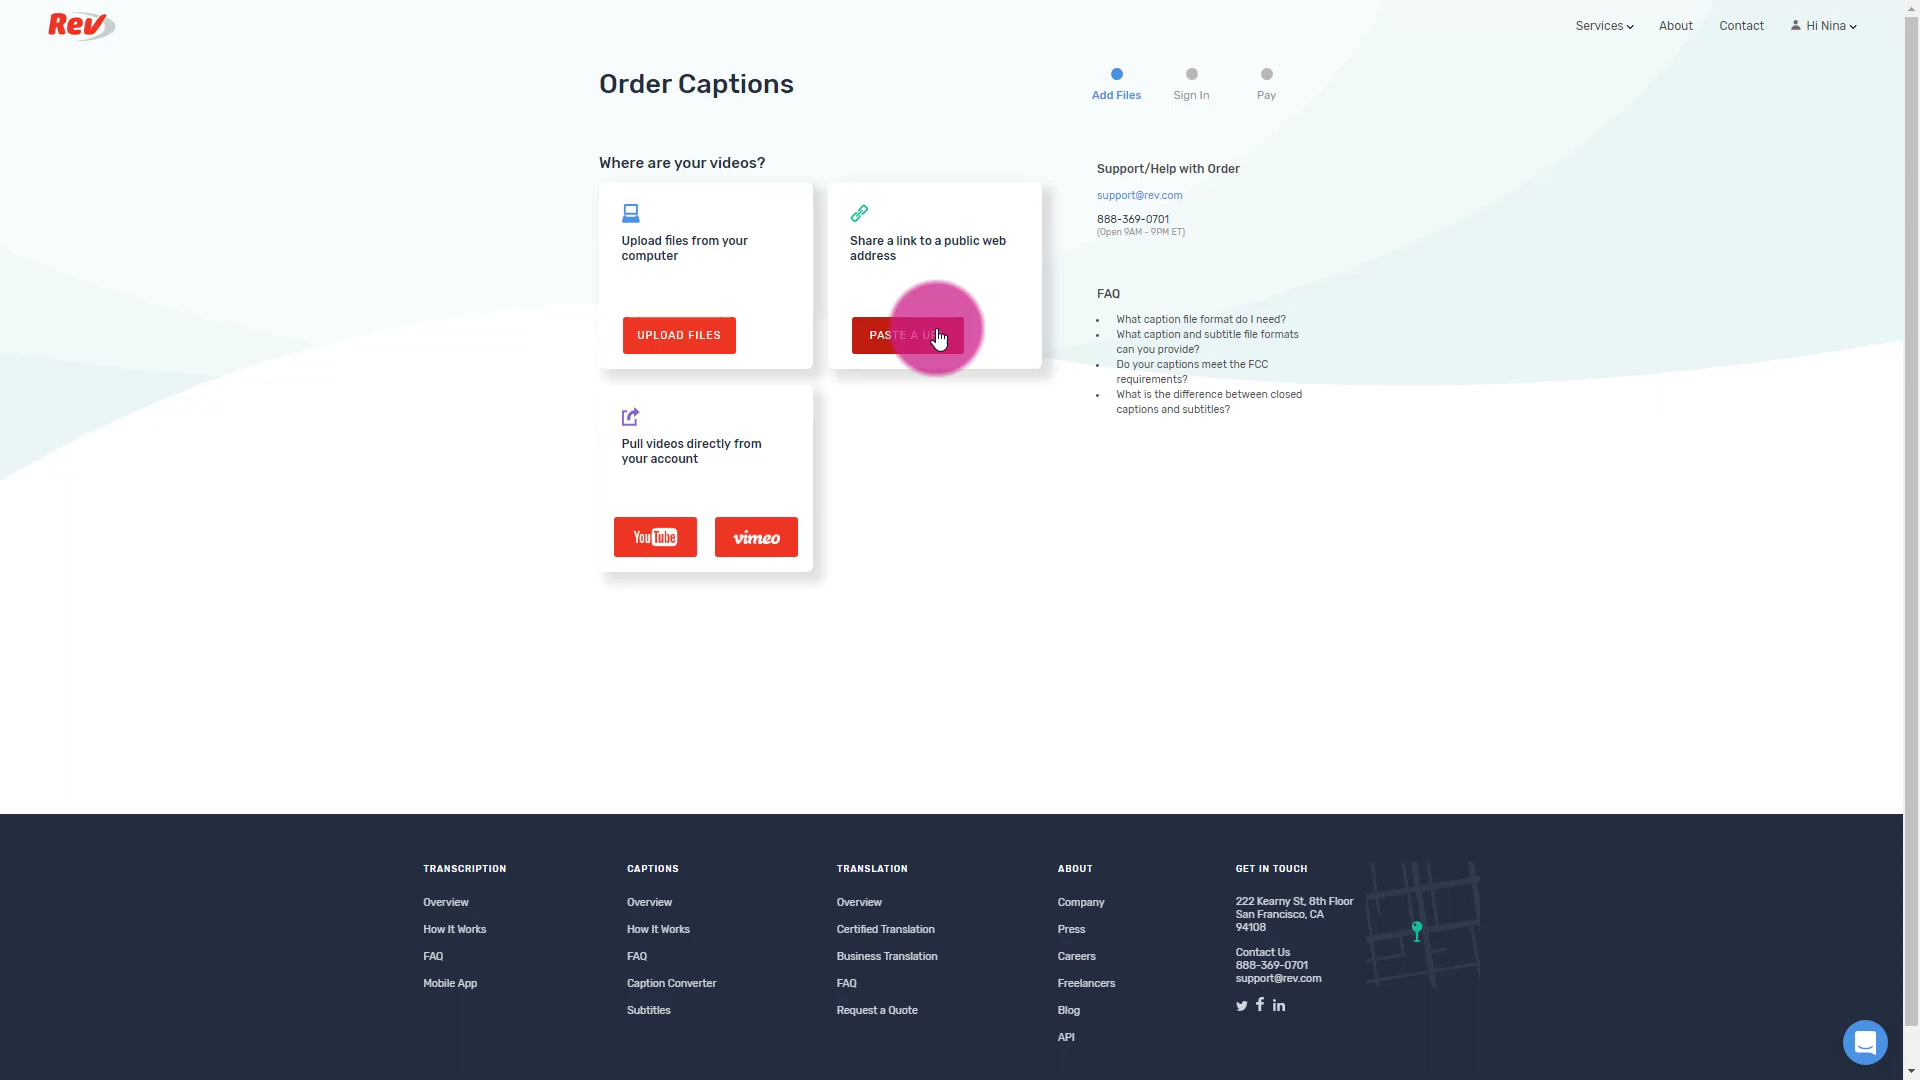 Rev
Services
About
Contact
Hi Nina
Order Captions
Add Files
Sign In
Pay
Where are your videos?
Upload files from your
computer
UPLOAD FILES
Share a link to a public web
address
PASTE A
Pull videos directly from
your account
YouTube
vimeo
Support/Help with Order
support@rev.com
888-369-0701
(Open 9AM - 9PM ET)
FAQ
What caption file format do I need?
What caption and subtitle file formats
can you provide?
Do your captions meet the FCC
requirements?
What is the difference between closed
captions and subtitles?
TRANSCRIPTION
Overview
How It Works
FAQ
Mobile App
CAPTIONS
Overview
How It Works
FAQ
Caption Converter
Subtitles
TRANSLATION
Overview
Certified Translation
Business Translation
FAQ
Request a Quote
ABOUT
Company
Press
Careers
Freelancers
Blog
API
GET IN TOUCH
222 Kearny St, 8th Floor
San Francisco, CA
94108
Contact Us
888-369-0701
support@rev.com